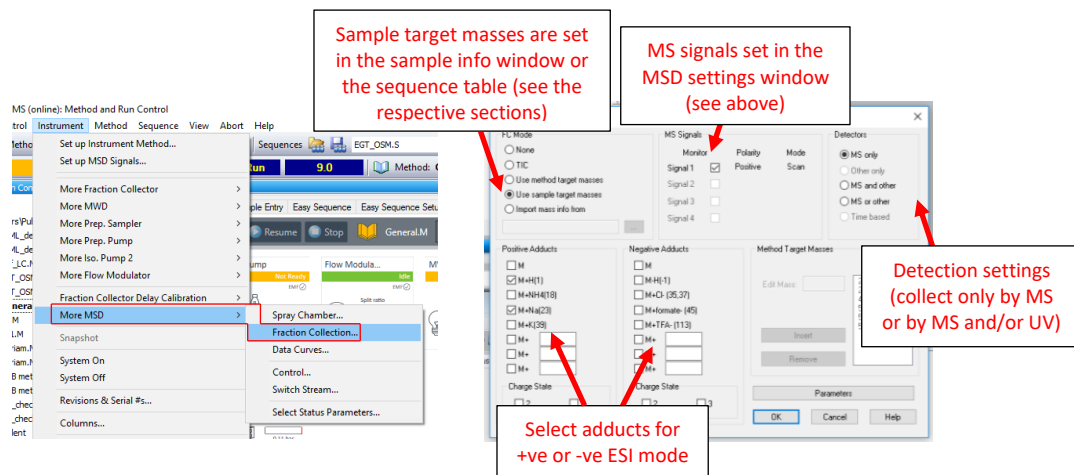 Sample target masses are set
in the sample info window or
the sequence table (see the
respective sections)
MS signals set in the
MSD settings window
(see above)
MS (online): Method and Run Control
Instrument Method Sequence View Abort Help
Set up Instrument Method...
Set up MSD Signals...
More Fraction Collector >
More MWD >
More Prep. Sampler >
More Prep. Pump >
More Iso. Pump 2 >
More Flow Modulator >
Fraction Collector Delay Calibration >
More MSD >
Snapshot
System On
System Off
Revisions & Serial #s...
Columns...
Sequences EGT_OSM.S
9.0 Method:
Easy Sequence Easy Sequence Setu
Resume Stop General.M
Flow Modula...
Not Ready Idle
EMF EMF
Split ratio
Spray Chamber...
Fraction Collection...
Data Curves...
Control...
Switch Stream...
Select Status Parameters...
FC Mode
None
TIC
Use method target masses
Use sample target masses
Import mass info from
...
MS Signals
Monitor Polarity Mode
Signal 1 Positive Scan
Signal 2
Signal 3
Signal 4
Detectors
MS only
Other only
MS and other
MS or other
Time based
Positive Adducts
M
M+H(1)
M+NH4(18)
M+Na(23)
M+K(39)
M+
M+
M+
Charge State
2
Negative Adducts
M
M-H(-1)
M+Cl- (35,37)
M+formate- (45)
M+TFA- (113)
M+
M+
Charge State
2 3
Method Target Masses
Edit Mass:
Insert
Remove
Parameters
OK Cancel Help
Detection settings
(collect only by MS
or by MS and/or UV)
Select adducts for
+ve or -ve ESI mode